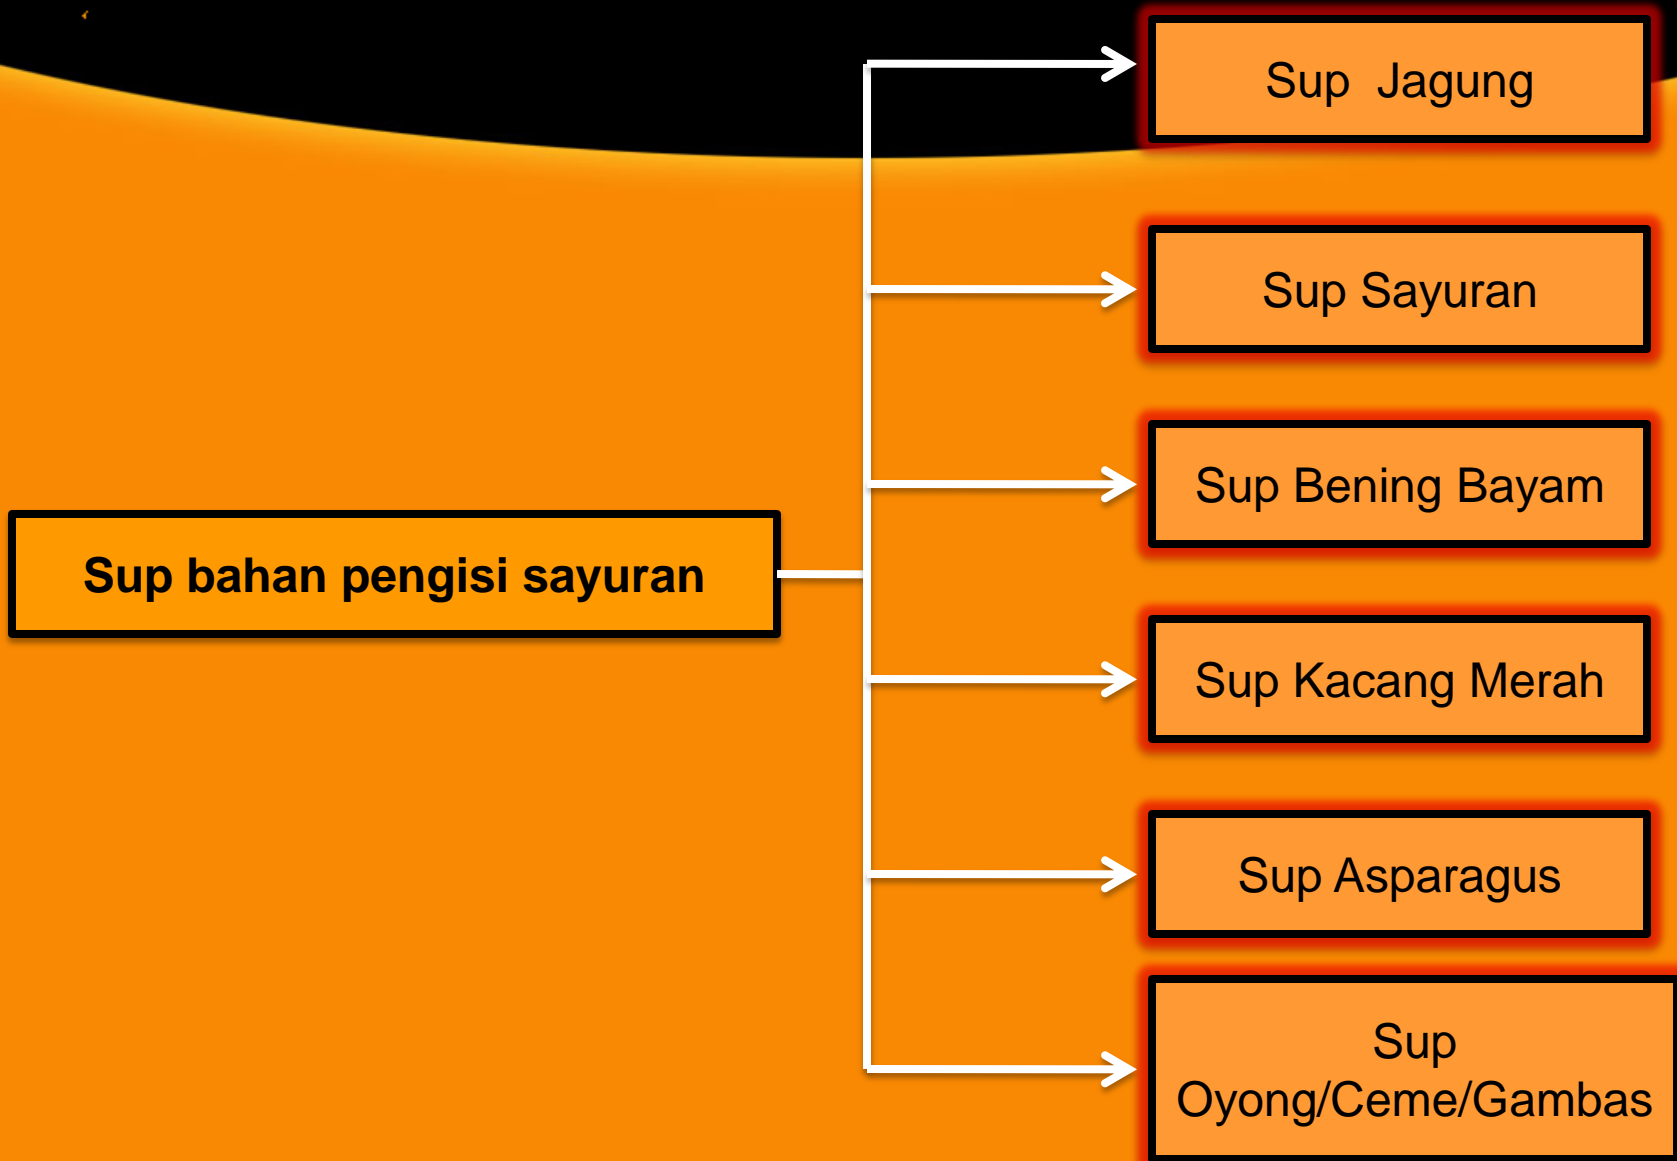 Sup Jagung
Sup Sayuran
Sup Bening Bayam
Sup bahan pengisi sayuran
Sup Kacang Merah
Sup Asparagus
Sup
Oyong/Ceme/Gambas